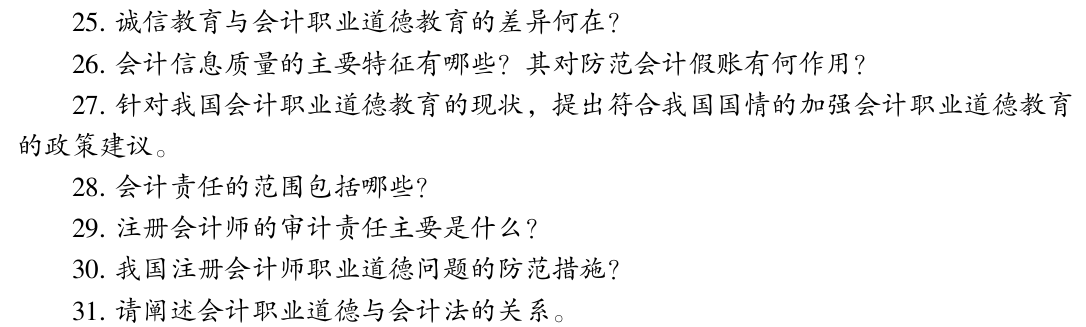 25. 诚信教育与会计职业道德教育的差异何在？
26. 会计信息质量的主要特征有哪些？其对防范会计假账有何作用？
27. 针对我国会计职业道德教育的现状，提出符合我国国情的加强会计职业道德教育
的政策建议。
28. 会计责任的范围包括哪些？
29. 注册会计师的审计责任主要是什么？
30. 我国注册会计师职业道德问题的防范措施？
31. 请阐述会计职业道德与会计法的关系。